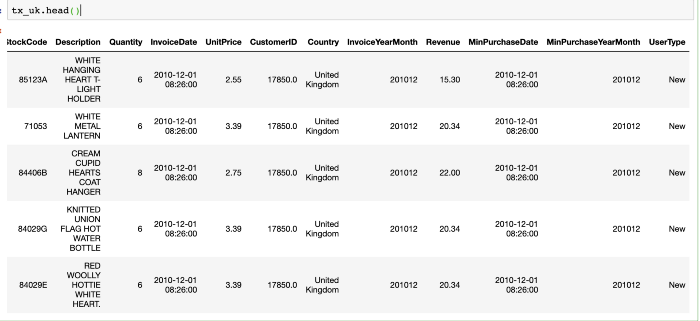 tx_uk.head()
StockCode Description Quantity InvoiceDate UnitPrice CustomerID Country InvoiceYearMonth Revenue MinPurchaseDate MinPurchaseYearMonth UserType
85123A WHITE HANGING HEART T-LIGHT HOLDER 6 2010-12-01 08:26:00 2.55 17850.0 United Kingdom 201012 15.30 2010-12-01 08:26:00 201012 New
71053 WHITE METAL LANTERN 6 2010-12-01 08:26:00 3.39 17850.0 United Kingdom 201012 20.34 2010-12-01 08:26:00 201012 New
84406B CREAM CUPID HEARTS COAT HANGER 8 2010-12-01 08:26:00 2.75 17850.0 United Kingdom 201012 22.00 2010-12-01 08:26:00 201012 New
84029G KNITTED UNION FLAG HOT WATER BOTTLE 6 2010-12-01 08:26:00 3.39 17850.0 United Kingdom 201012 20.34 2010-12-01 08:26:00 201012 New
84029E RED WOOLLY HOTTIE WHITE HEART. 6 2010-12-01 08:26:00 3.39 17850.0 United Kingdom 201012 20.34 2010-12-01 08:26:00 201012 New